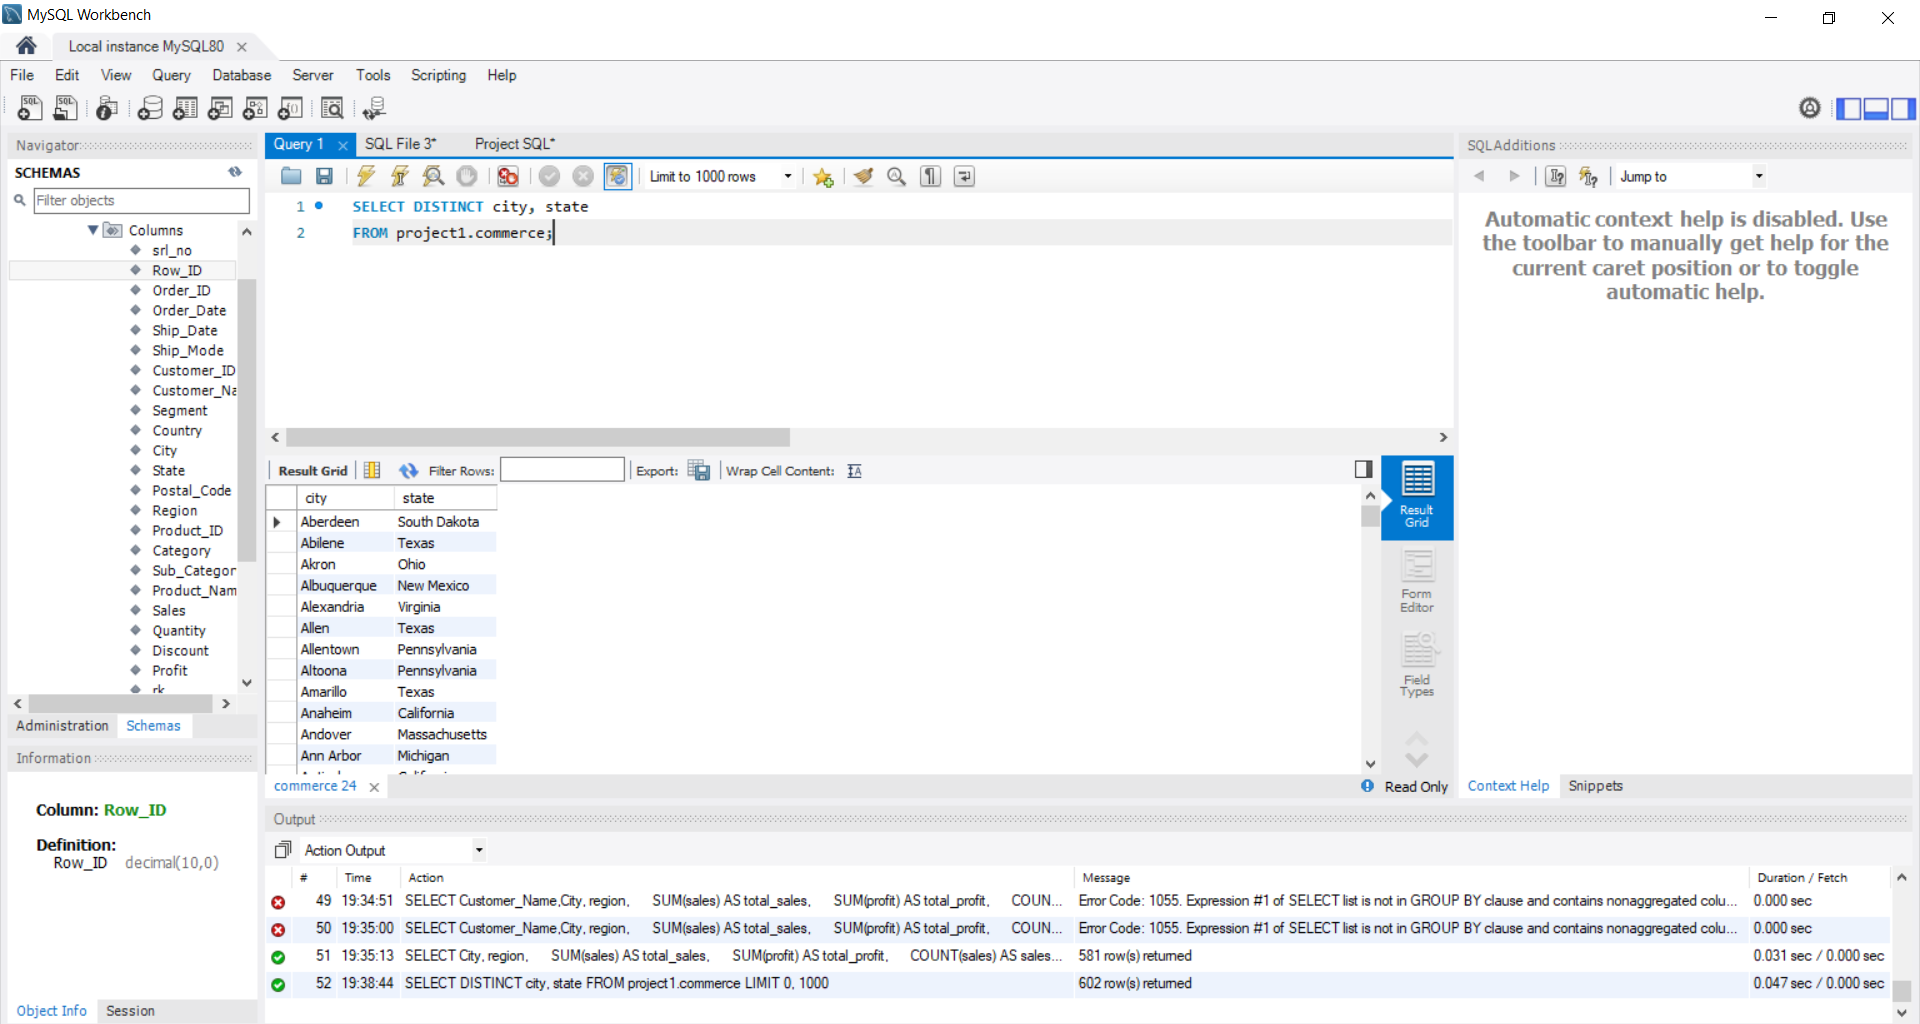 MySQL Workbench
Local instance MySQL80
File Edit View Query Database Server Tools Scripting Help
Navigator
SCHEMAS
Filter objects
Columns
srl_no
Row_ID
Order_ID
Order_Date
Ship_Date
Ship_Mode
Customer_ID
Customer_Na
Segment
Country
City
State
Postal_Code
Region
Product_ID
Category
Sub_Categor
Product_Nam
Sales
Quantity
Discount
Profit
rk
Administration Schemas
Information
Column: Row_ID
Definition:
Row_ID decimal(10,0)
Object Info Session
Query 1 SQL File 3* Project SQL*
Limit to 1000 rows
1 SELECT DISTINCT city, state
2 FROM project1.commerce;
Result Grid Filter Rows: Export: Wrap Cell Content:
city state
Aberdeen South Dakota
Abilene Texas
Akron Ohio
Albuquerque New Mexico
Alexandria Virginia
Allen Texas
Allentown Pennsylvania
Altoona Pennsylvania
Amarillo Texas
Anaheim California
Andover Massachusetts
Ann Arbor Michigan
Result Grid
Form Editor
Field Types
commerce 24
Read Only
SQLAdditions
Jump to
Automatic context help is disabled. Use
the toolbar to manually get help for the
current caret position or to toggle
automatic help.
Context Help Snippets
Output
Action Output
# Time Action Message Duration / Fetch
49 19:34:51 SELECT Customer_Name,City, region, SUM(sales) AS total_sales, SUM(profit) AS total_profit, COUN... Error Code: 1055. Expression #1 of SELECT list is not in GROUP BY clause and contains nonaggregated colu... 0.000 sec
50 19:35:00 SELECT Customer_Name,City, region, SUM(sales) AS total_sales, SUM(profit) AS total_profit, COUN... Error Code: 1055. Expression #1 of SELECT list is not in GROUP BY clause and contains nonaggregated colu... 0.000 sec
51 19:35:13 SELECT City, region, SUM(sales) AS total_sales, SUM(profit) AS total_profit, COUNT(sales) AS sales... 581 row(s) returned 0.031 sec / 0.000 sec
52 19:38:44 SELECT DISTINCT city, state FROM project1.commerce LIMIT 0, 1000 602 row(s) returned 0.047 sec / 0.000 sec